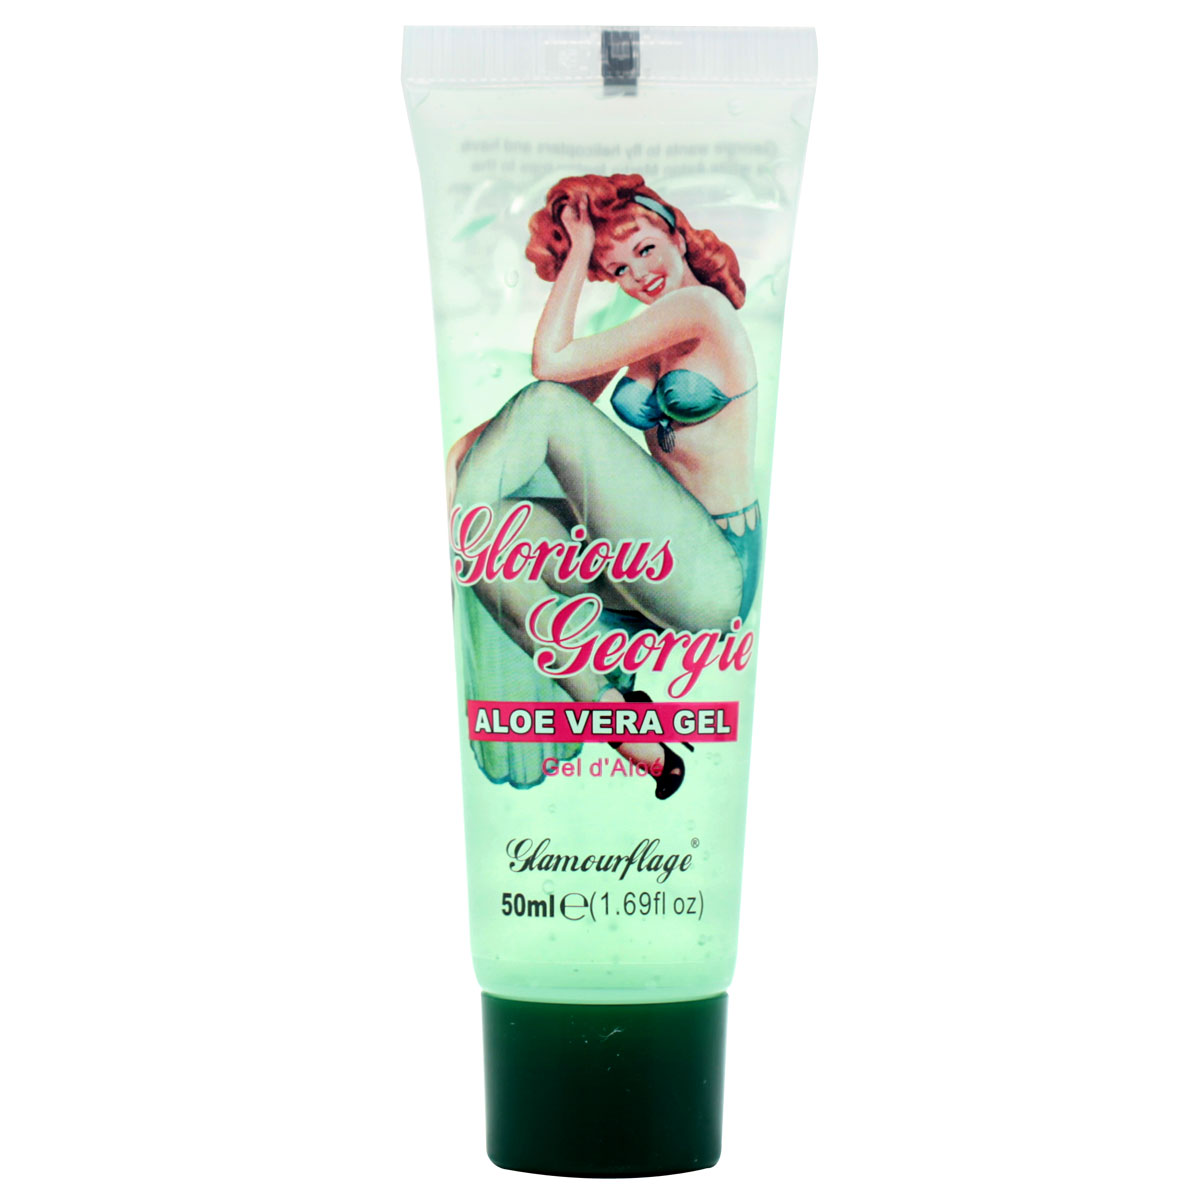 Glorious
Georgie
ALOE VERA GEL
Gel d'Aloé
Glamourflage®
50ml ℮ (1.69fl oz)